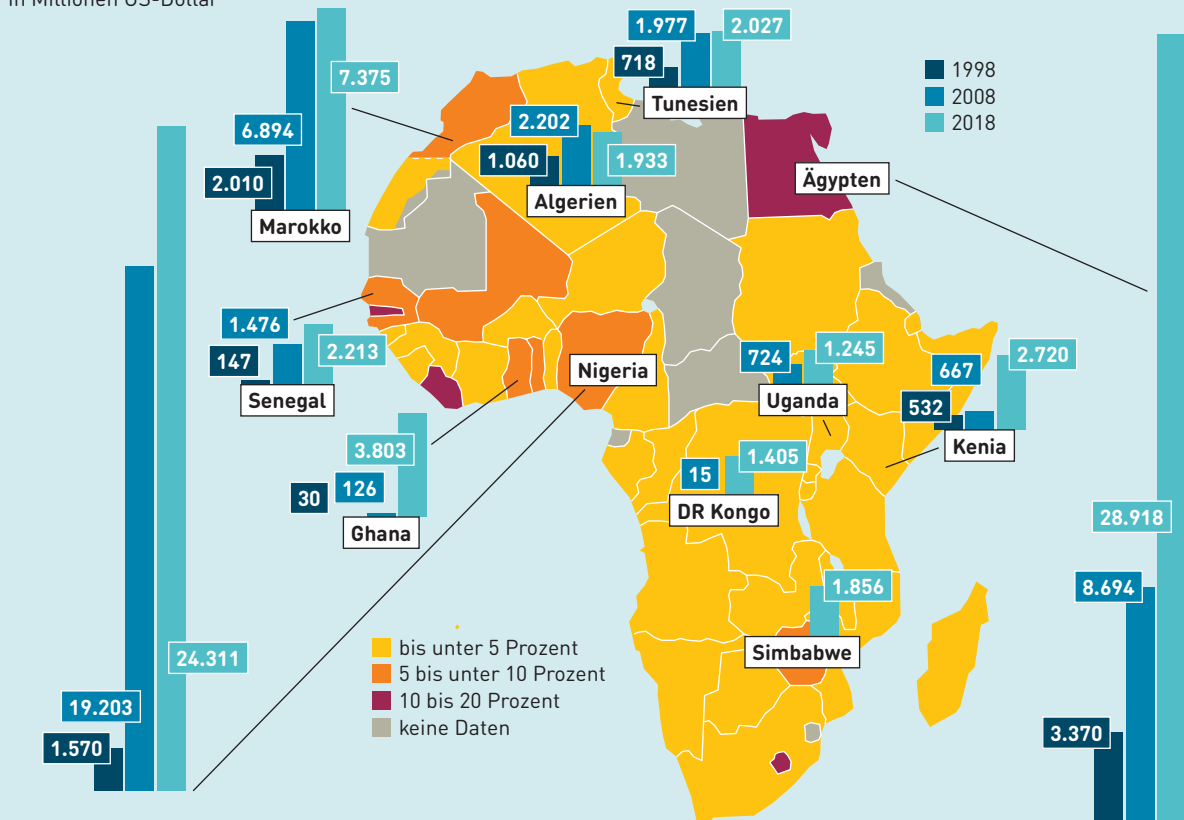 in Millionen US-Dollar
1998
2008
2018
2.010
6.894
7.375
Marokko
718
1.977
2.027
Tunesien
1.060
2.202
1.933
Algerien
Ägypten
3.370
8.694
28.918
147
1.476
2.213
Senegal
30
126
3.803
Ghana
Nigeria
1.570
19.203
24.311
724
1.245
Uganda
532
667
2.720
Kenia
15
1.405
DR Kongo
1.856
Simbabwe
bis unter 5 Prozent
5 bis unter 10 Prozent
10 bis 20 Prozent
keine Daten